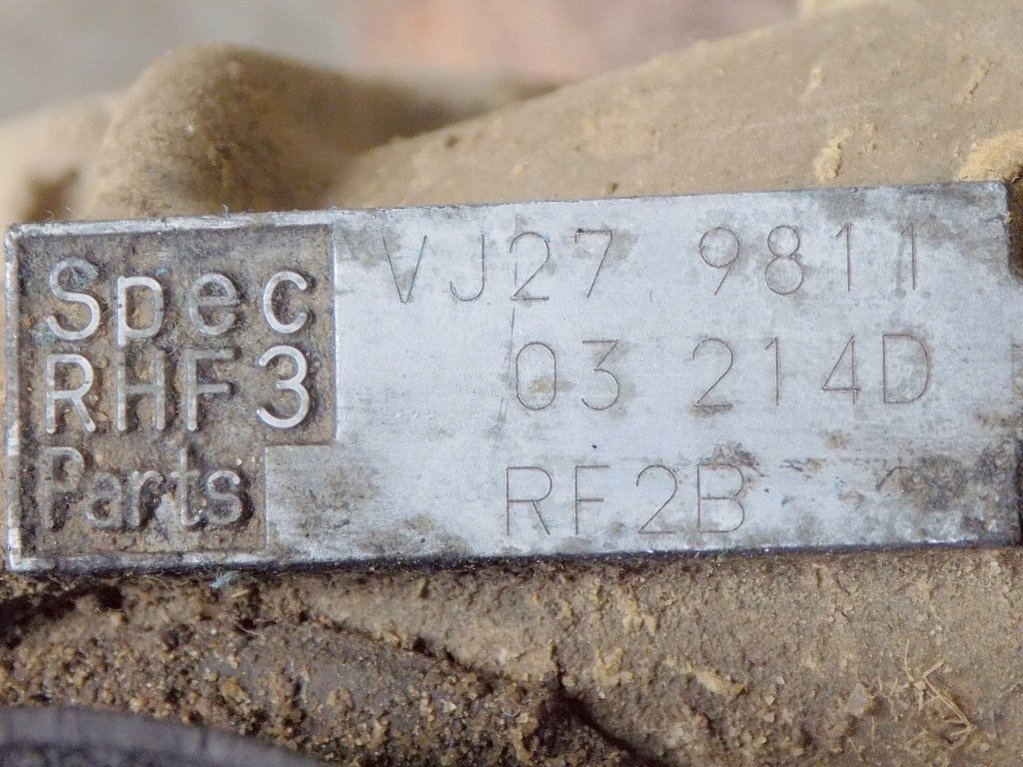 Spec VJ27 9811
RHF3 03 214D
Parts RF2B